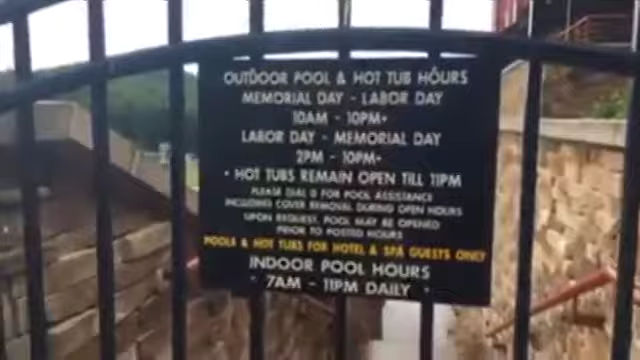 OUTDOOR POOL & HOT TUB HOURS
MEMORIAL DAY - LABOR DAY
10AM - 10PM*
LABOR DAY - MEMORIAL DAY
2PM - 10PM*
* HOT TUBS REMAIN OPEN TILL 11PM
PLEASE DIAL 0 FOR POOL ASSISTANCE
INCLUDING COVER REMOVAL DURING OPEN HOURS
UPON REQUEST, POOL MAY BE OPENED
PRIOR TO POSTED HOURS
POOLS & HOT TUBS FOR HOTEL & SPA GUESTS ONLY
INDOOR POOL HOURS
7AM - 11PM DAILY